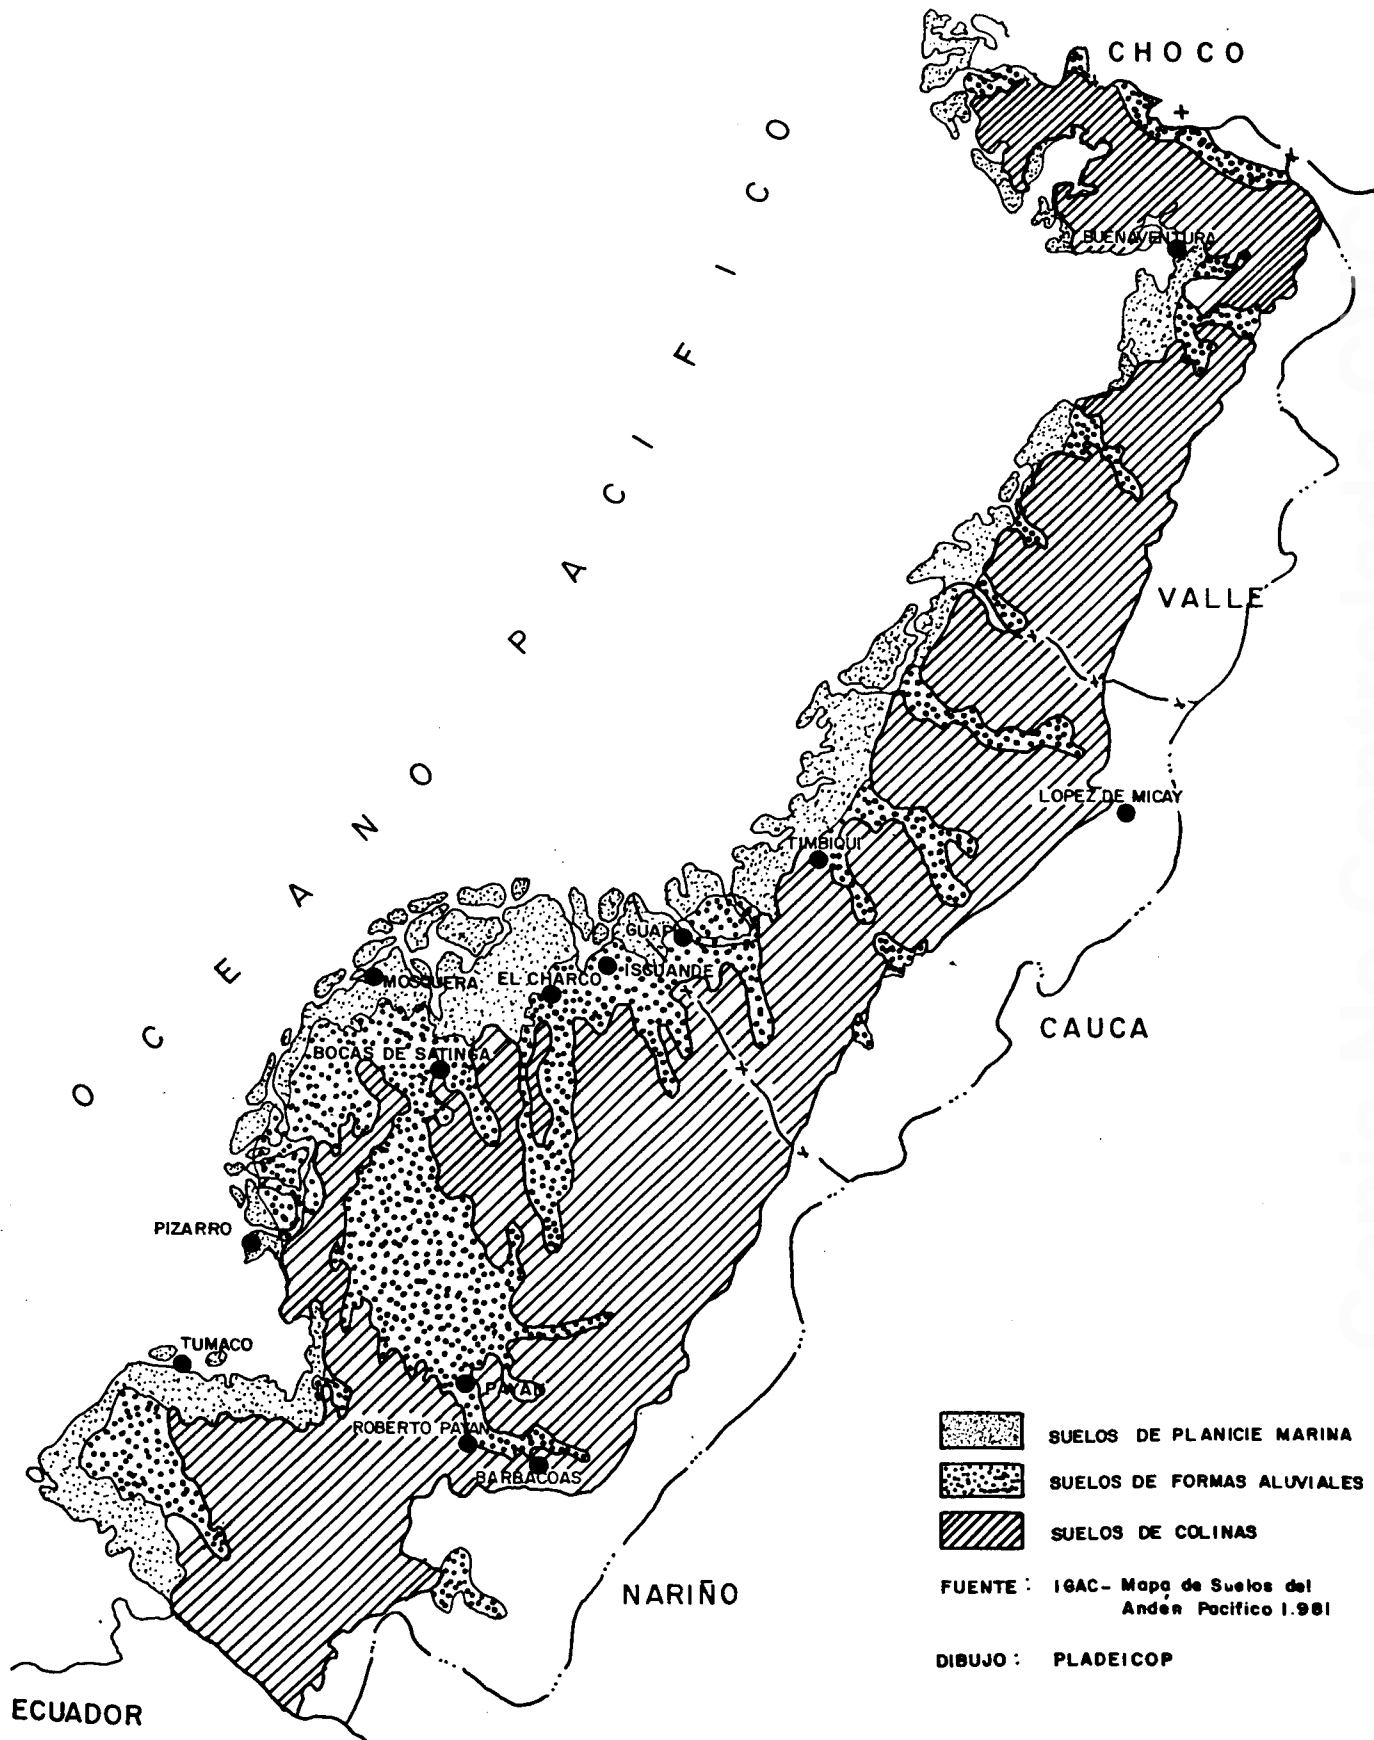 CHOCO
OCEANO PACIFICO
BUENAVENTURA
VALLE
LOPEZ DE MICAY
TIMBIQUI
GUAPI
ISCUANDE
EL CHARCO
MOSQUERA
CAUCA
BOCAS DE SATINGA
PIZARRO
TUMACO
PAYAN
ROBERTO PAYAN
BARBACOAS
NARIÑO
ECUADOR
SUELOS DE PLANICIE MARINA
SUELOS DE FORMAS ALUVIALES
SUELOS DE COLINAS
FUENTE: IGAC- Mapa de Suelos del
Andén Pacifico 1.981
DIBUJO: PLADEICOP